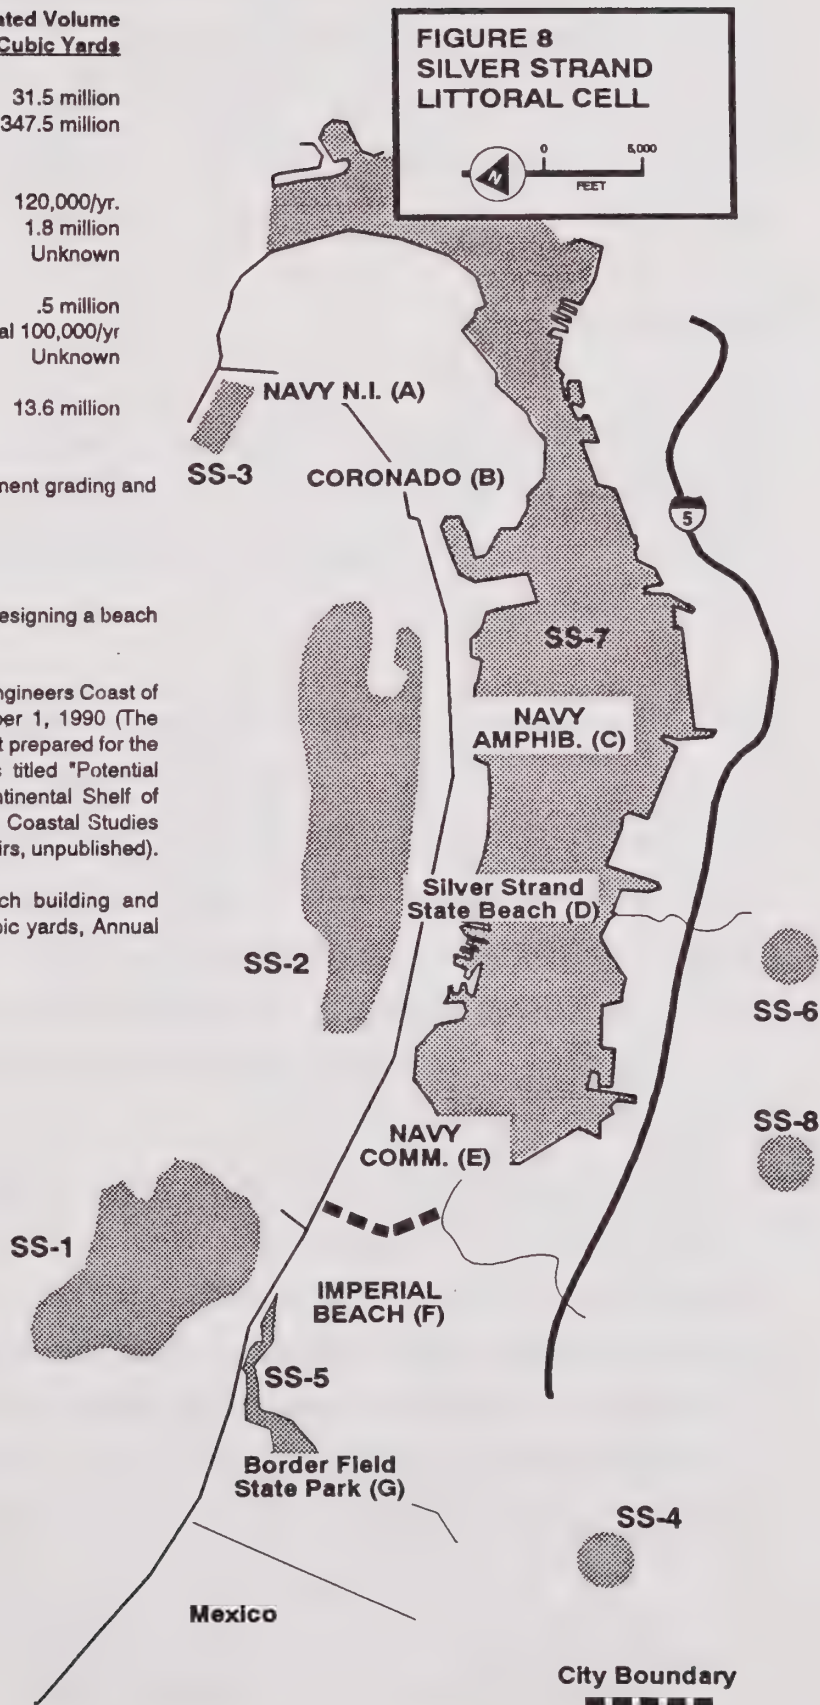 ated Volume
Cubic Yards
31.5 million
347.5 million
120,000/yr.
1.8 million
Unknown
.5 million
al 100,000/yr
Unknown
13.6 million
ment grading and
esigning a beach
ngineers Coast of
ber 1, 1990 (The
t prepared for the
s titled "Potential
ntinental Shelf of
Coastal Studies
irs, unpublished).
ch building and
bic yards, Annual
FIGURE 8
SILVER STRAND
LITTORAL CELL
N
0 5,000
FEET
NAVY N.I. (A)
SS-3
CORONADO (B)
5
SS-7
NAVY
AMPHIB. (C)
Silver Strand
State Beach (D)
SS-2
SS-6
SS-8
NAVY
COMM. (E)
SS-1
IMPERIAL
BEACH (F)
SS-5
Border Field
State Park (G)
SS-4
Mexico
City Boundary